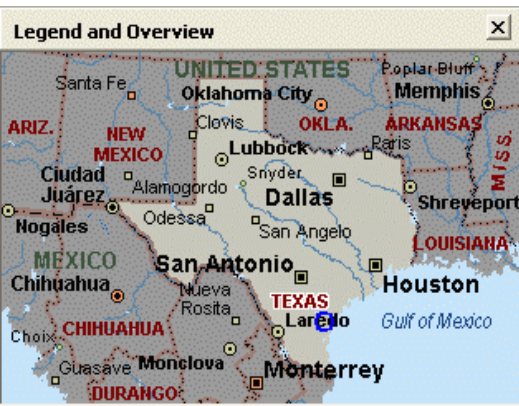 Legend and Overview
UNITED STATES
Poplar Bluff
Santa Fe
Oklahoma City
Memphis
ARIZ.
NEW
MEXICO
Clovis
OKLA.
ARKANSAS
MISS.
Lubbock
Paris
Ciudad
Juárez
Alamogordo
Snyder
Dallas
Shreveport
Odessa
San Angelo
Nogales
LOUISIANA
MEXICO
San Antonio
Chihuahua
Nueva
Rosita
Houston
TEXAS
Laredo
Gulf of Mexico
CHIHUAHUA
Choix
Guasave
Monclova
Monterrey
DURANGO